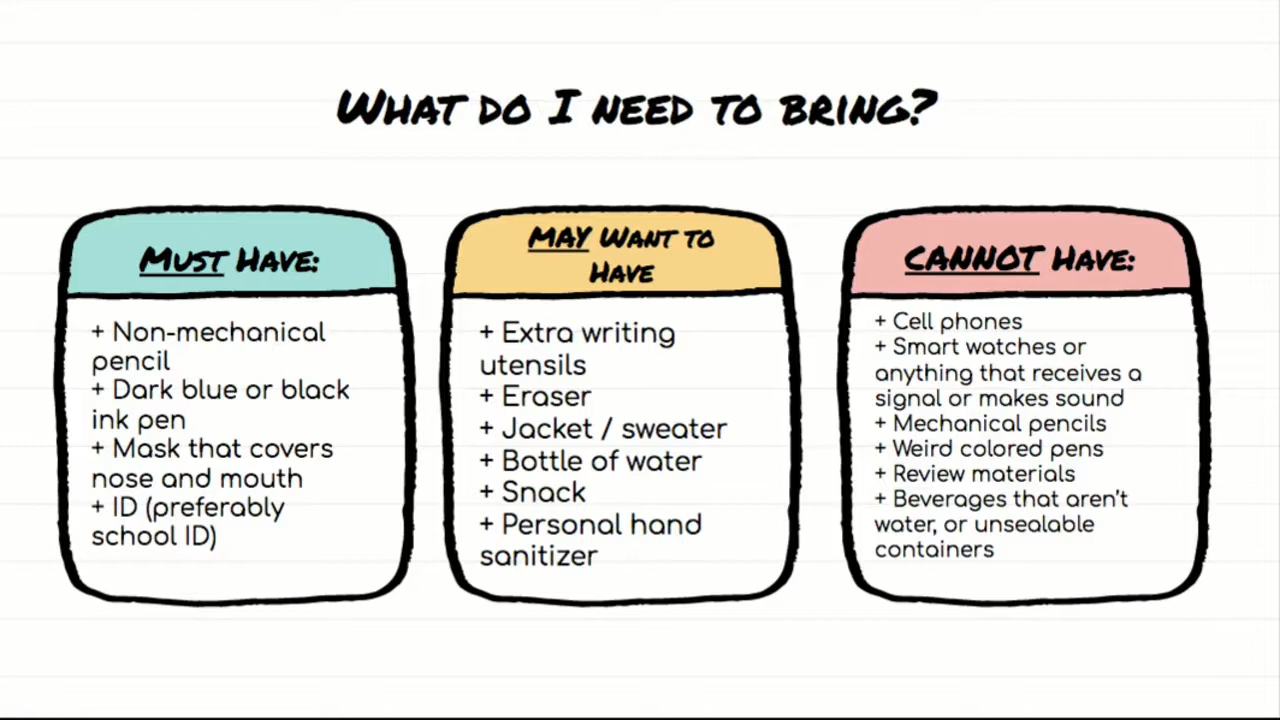 WHAT DO I NEED TO BRING?
MUST HAVE:
+ Non-mechanical
pencil
+ Dark blue or black
ink pen
+ Mask that covers
nose and mouth
+ ID (preferably
school ID)
MAY WANT TO
HAVE
+ Extra writing
utensils
+ Eraser
+ Jacket / sweater
+ Bottle of water
+ Snack
+ Personal hand
sanitizer
CANNOT HAVE:
+ Cell phones
+ Smart watches or
anything that receives a
signal or makes sound
+ Mechanical pencils
+ Weird colored pens
+ Review materials
+ Beverages that aren't
water, or unsealable
containers